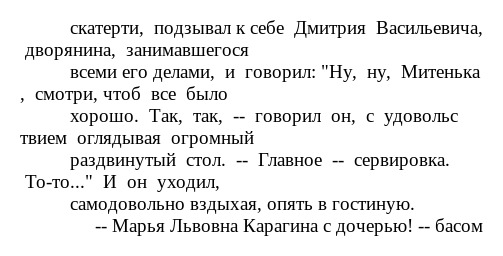 скатерти, подзывал к себе Дмитрия Васильевича,
дворянина, занимавшегося
всеми его делами, и говорил: "Ну, ну, Митенька
, смотри, чтоб все было
хорошо. Так, так, -- говорил он, с удовольс
твием оглядывая огромный
раздвинутый стол. -- Главное -- сервировка.
То-то..." И он уходил,
самодовольно вздыхая, опять в гостиную.
-- Марья Львовна Карагина с дочерью! -- басом